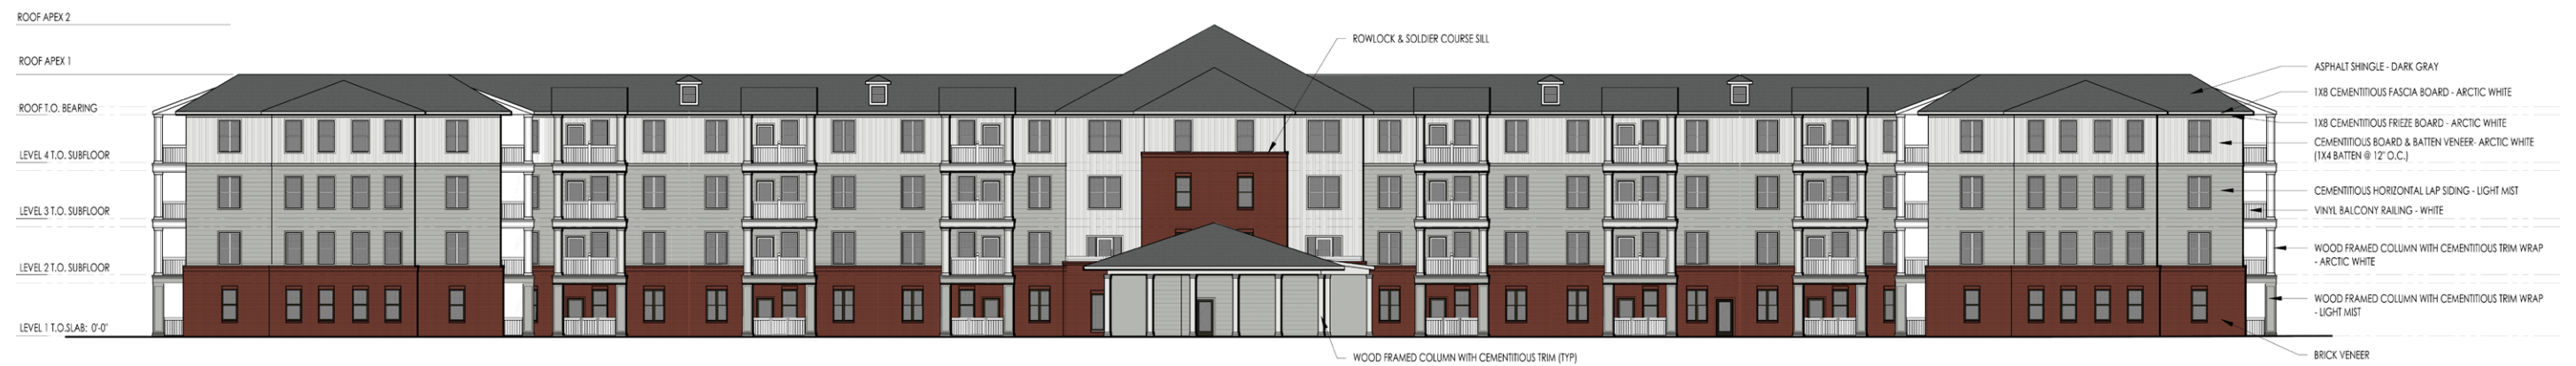 ROOF APEX 2
ROOF APEX 1
ROOF T.O. BEARING
LEVEL 4 T.O. SUBFLOOR
LEVEL 3 T.O. SUBFLOOR
LEVEL 2 T.O. SUBFLOOR
LEVEL 1 T.O.SLAB: 0'-0"
ROWLOCK & SOLDIER COURSE SILL
WOOD FRAMED COLUMN WITH CEMENTITIOUS TRIM (TYP)
ASPHALT SHINGLE - DARK GRAY
1X8 CEMENTITIOUS FASCIA BOARD - ARCTIC WHITE
1X8 CEMENTITIOUS FRIEZE BOARD - ARCTIC WHITE
CEMENTITIOUS BOARD & BATTEN VENEER- ARCTIC WHITE
(1X4 BATTEN @ 12" O.C.)
CEMENTITIOUS HORIZONTAL LAP SIDING - LIGHT MIST
VINYL BALCONY RAILING - WHITE
WOOD FRAMED COLUMN WITH CEMENTITIOUS TRIM WRAP
- ARCTIC WHITE
WOOD FRAMED COLUMN WITH CEMENTITIOUS TRIM WRAP
- LIGHT MIST
BRICK VENEER